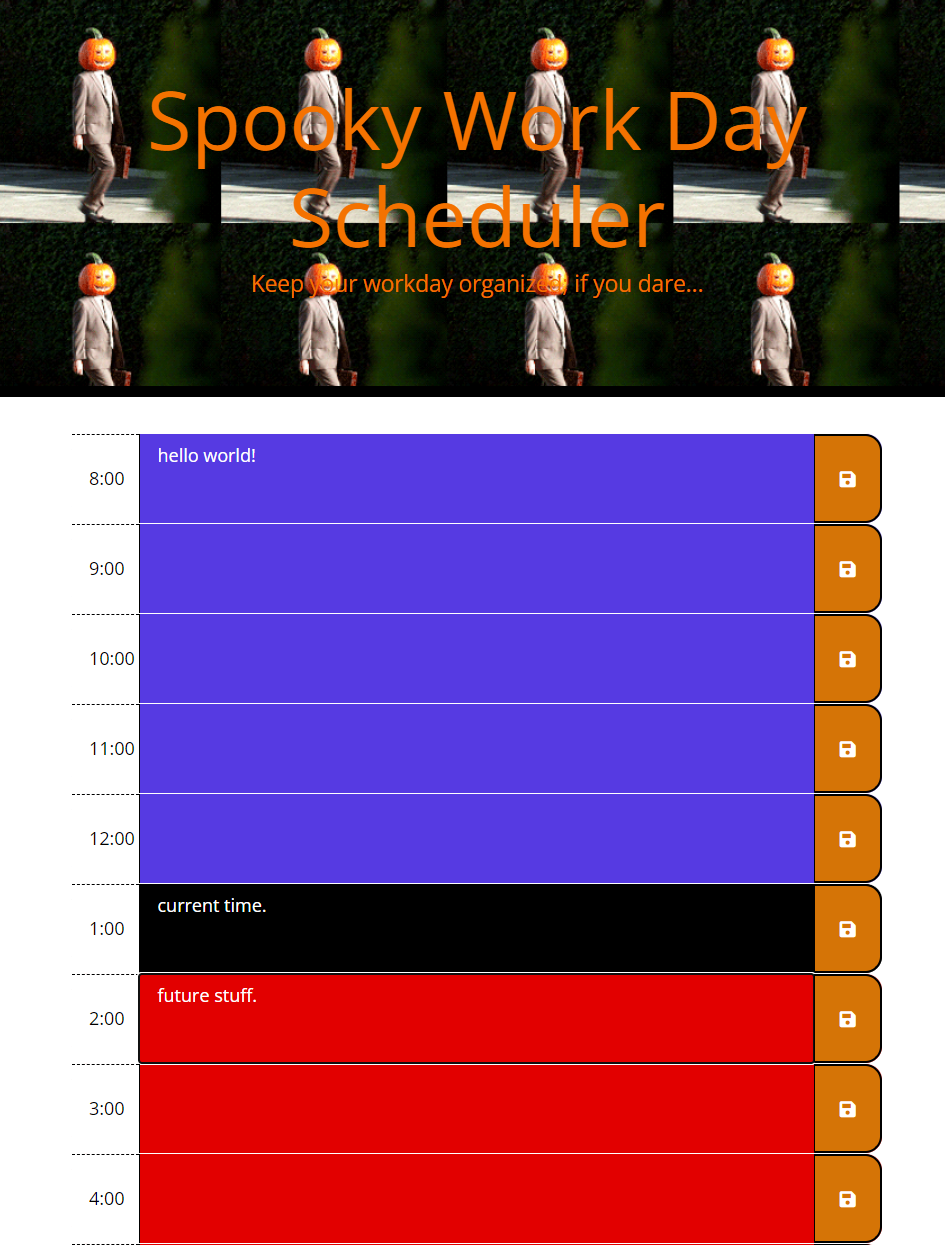 Spooky Work Day
Scheduler
Keep your workday organized, if you dare...
8:00
hello world!
9:00
10:00
11:00
12:00
1:00
current time.
2:00
future stuff.
3:00
4:00